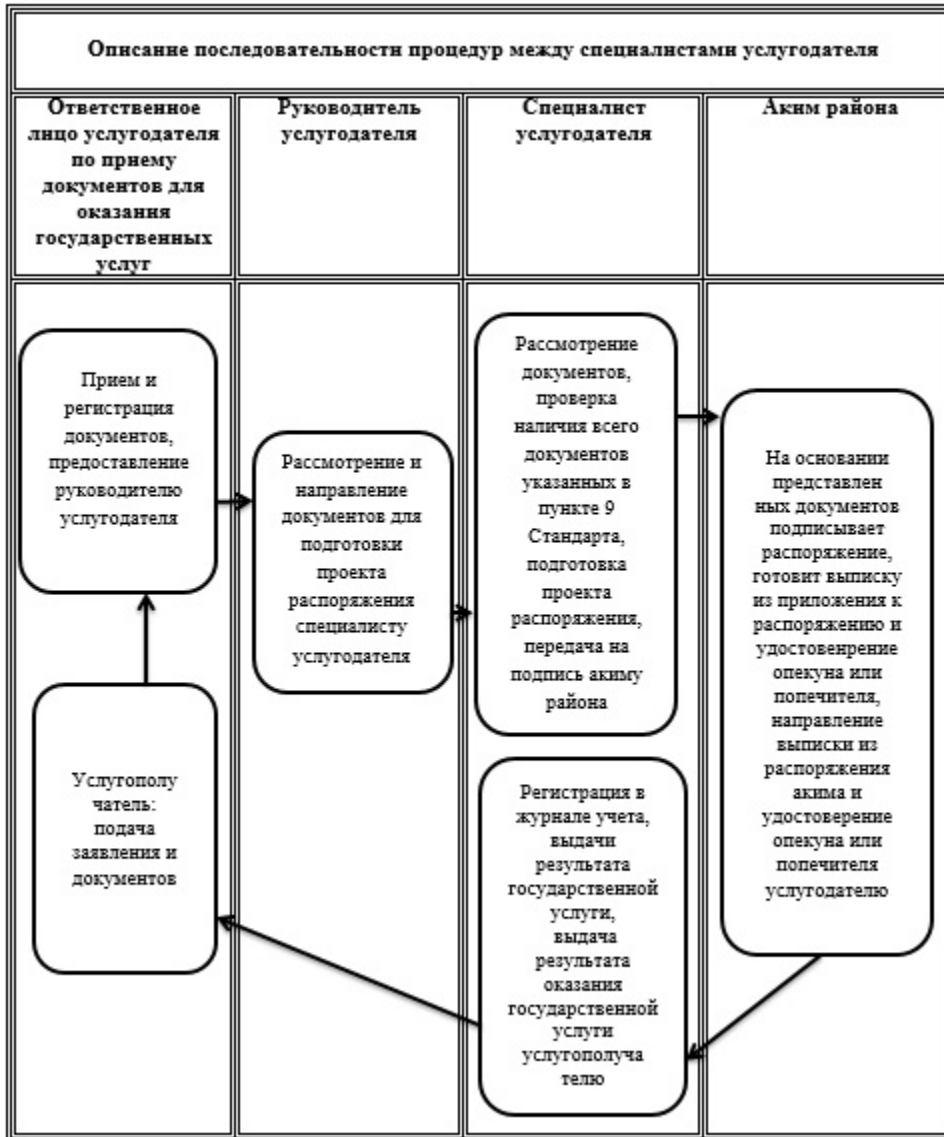 Описание последовательности процедур между специалистами услугодателя
Ответственное
лицо услугодателя
по приему
документов для
оказания
государственных
услуг
Руководитель
услугодателя
Специалист
услугодателя
Аким района
Прием и
регистрация
документов,
предоставление
руководителю
услугодателя
Рассмотрение и
направление
документов для
подготовки
проекта
распоряжения
специалисту
услугодателя
Рассмотрение
документов,
проверка
наличия всего
документов
указанных в
пункте 9
Стандарта,
подготовка
проекта
распоряжения,
передача на
подпись акиму
района
На основании
представлен
ных документов
подписывает
распоряжение,
готовит выписку
из приложения к
распоряжению и
удостовенрение
опекуна или
попечителя,
направление
выписки из
распоряжения
акима и
удостоверение
опекуна или
попечителя
услугодателю
Услугополу
чатель:
подача
заявления и
документов
Регистрация в
журнале учета,
выдачи
результата
государственной
услуги,
выдача
результата
оказания
государственной
услуги
услугополуча
телю